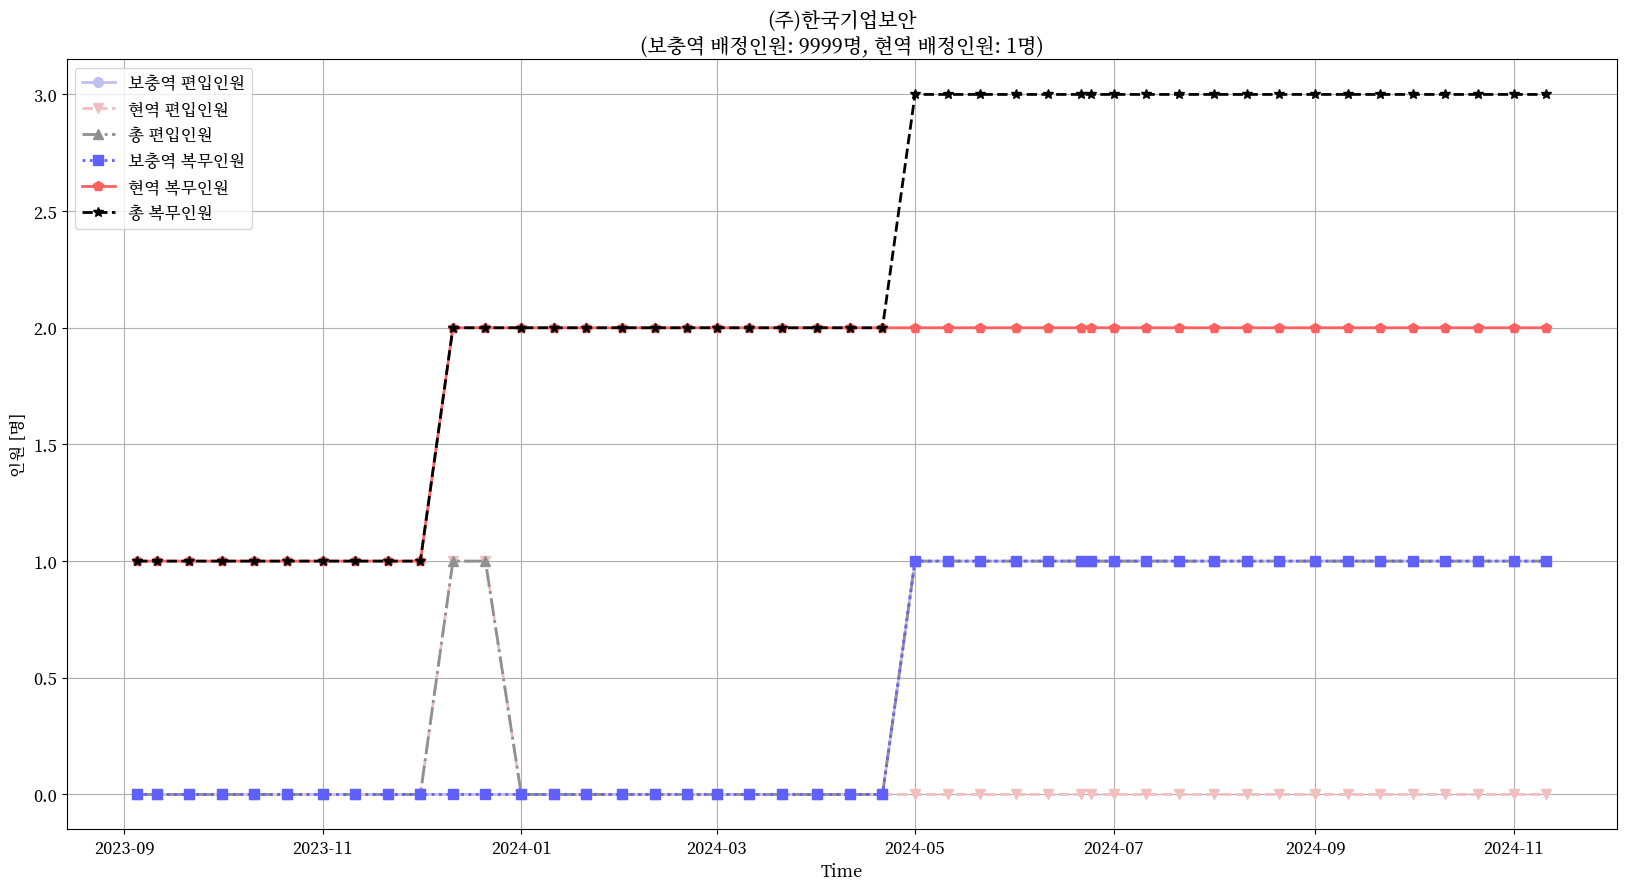 (주)한국기업보안
(보충역 배정인원: 9999명, 현역 배정인원: 1명)
보충역 편입인원
현역 편입인원
총 편입인원
보충역 복무인원
현역 복무인원
총 복무인원
3.0
2.5
2.0
1.5
1.0
0.5
0.0
인원 [명]
2023-09 2023-11 2024-01 2024-03 2024-05 2024-07 2024-09 2024-11
Time